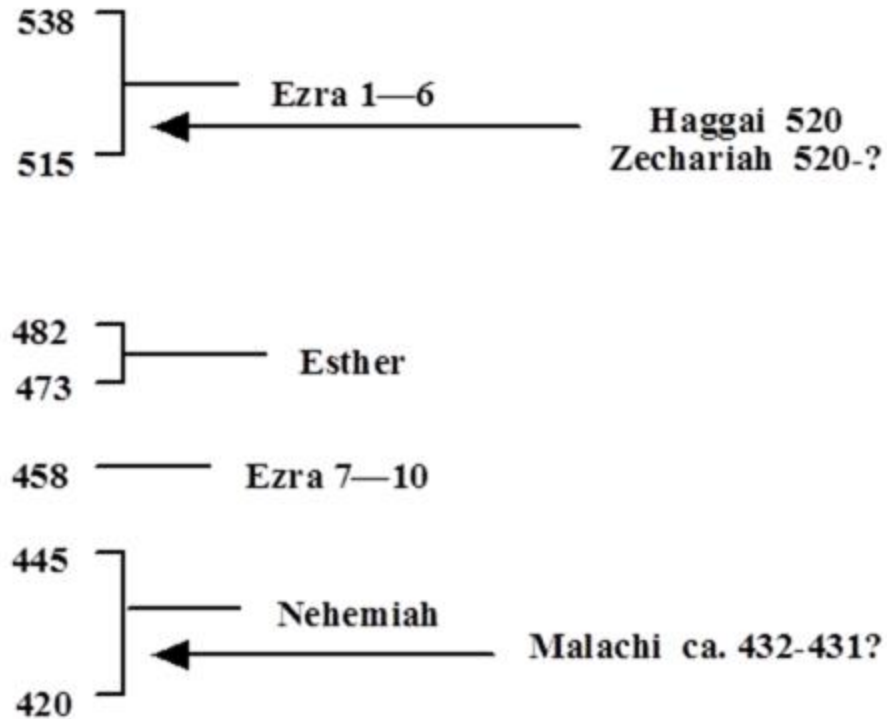 538
Ezra 1—6
Haggai 520
Zechariah 520-?
515
482
Esther
473
458
Ezra 7—10
445
Nehemiah
Malachi ca. 432-431?
420